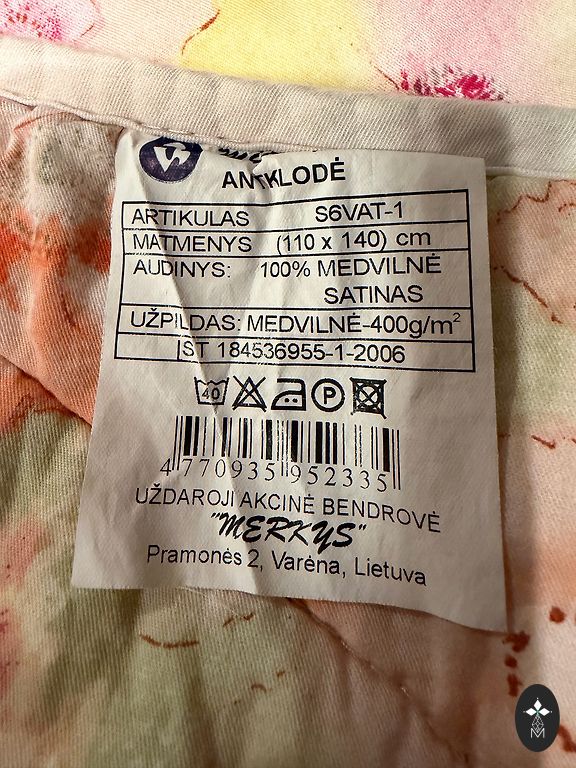 ANTKLODĖ
ARTIKULAS S6VAT-1
MATMENYS (110 x 140) cm
AUDINYS: 100% MEDVILNĖ
SATINAS
UŽPILDAS: MEDVILNĖ-400g/m²
ĮST 184536955-1-2006
40 P
4 770935 952335
UŽDAROJI AKCINĖ BENDROVĖ
"MERKYS"
Pramonės 2, Varėna, Lietuva
M